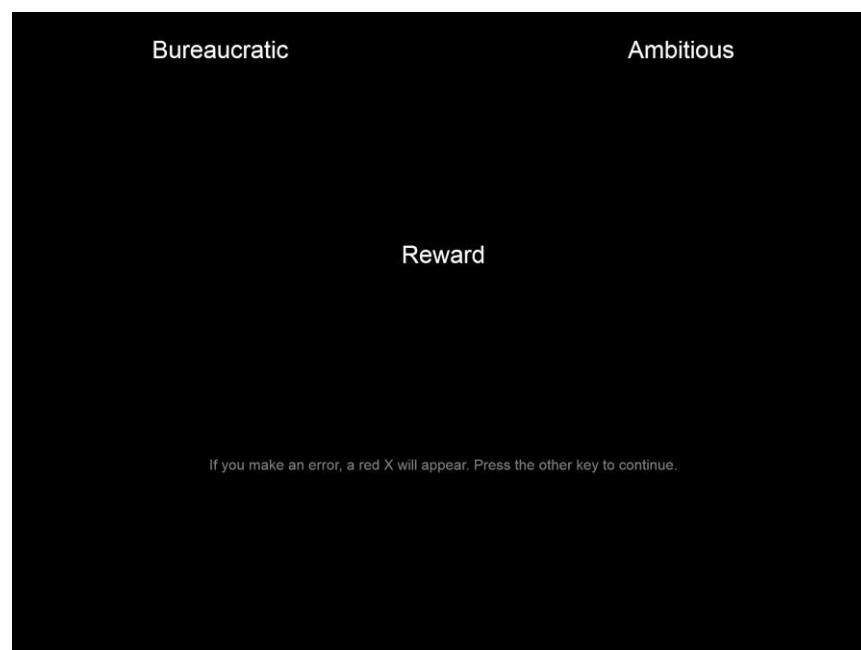 Bureaucratic Ambitious
Reward
If you make an error, a red X will appear. Press the other key to continue.